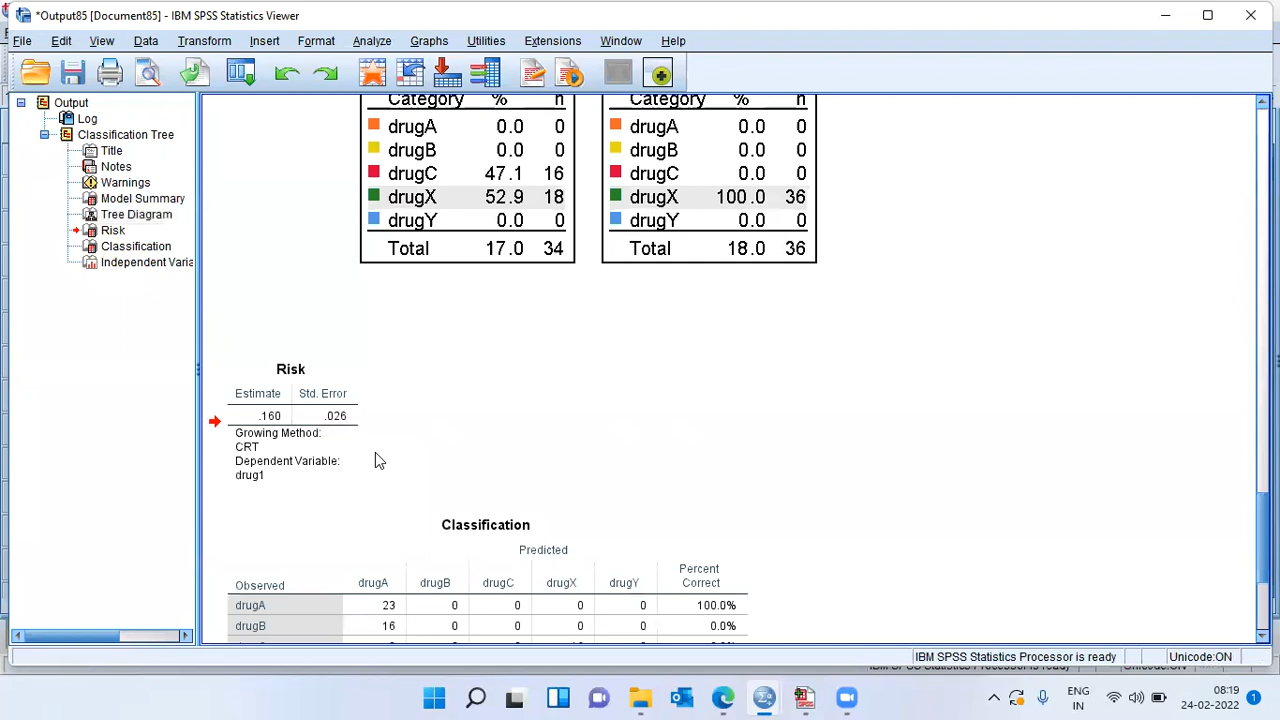 *Output85 [Document85] - IBM SPSS Statistics Viewer
File Edit View Data Transform Insert Format Analyze Graphs Utilities Extensions Window Help
Output
Log
Classification Tree
Title
Notes
Warnings
Model Summary
Tree Diagram
Risk
Classification
Independent Varia
Category % n
drugA 0.0 0
drugB 0.0 0
drugC 47.1 16
drugX 52.9 18
drugY 0.0 0
Total 17.0 34
Category % n
drugA 0.0 0
drugB 0.0 0
drugC 0.0 0
drugX 100.0 36
drugY 0.0 0
Total 18.0 36
Risk
Estimate Std. Error
.160 .026
Growing Method:
CRT
Dependent Variable:
drug1
Classification
Predicted
Observed drugA drugB drugC drugX drugY Percent
Correct
drugA 23 0 0 0 0 100.0%
drugB 16 0 0 0 0 0.0%
IBM SPSS Statistics Processor is ready Unicode:ON
SPSS
ENG
IN
08:19
24-02-2022
1